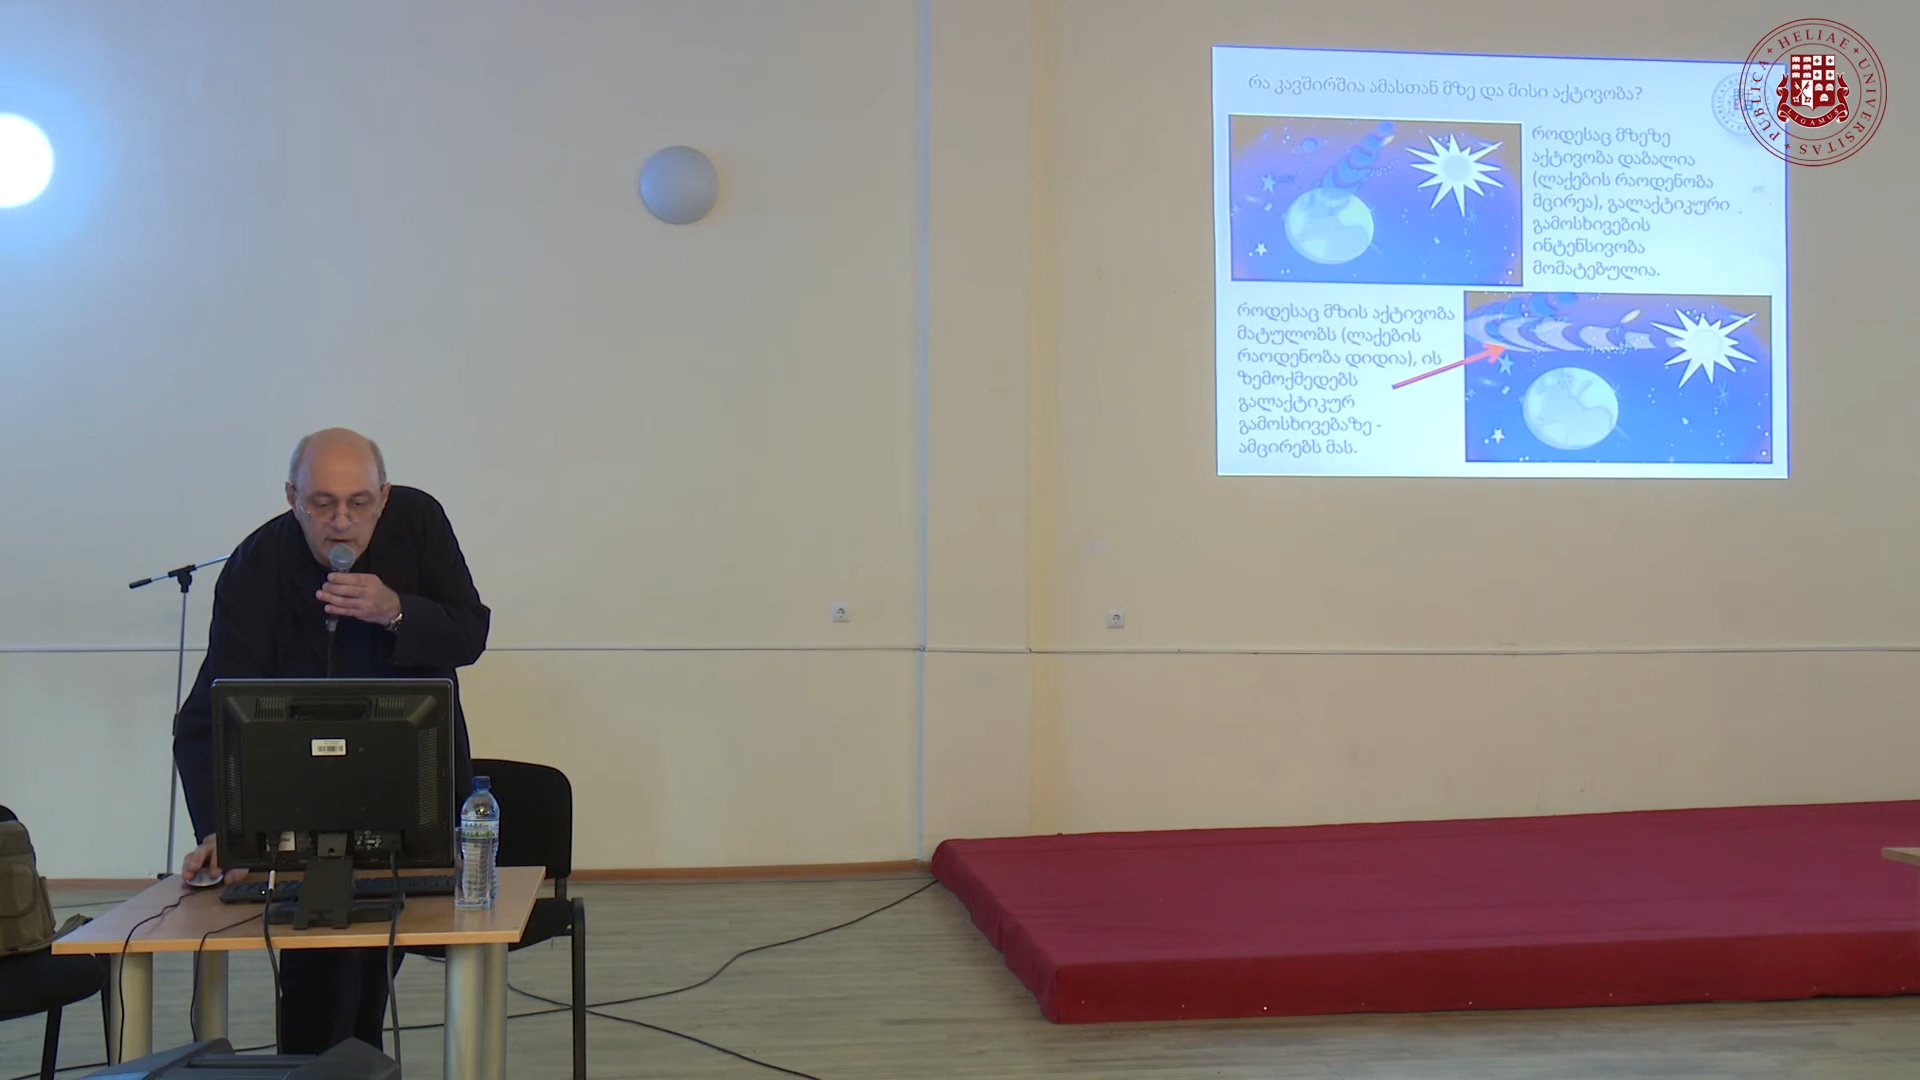 რა კავშირშია ამასთან მზე და მისი აქტივობა?
როდესაც მზეზე
აქტივობა დაბალია
(ლაქების რაოდენობა
მცირეა), გალაქტიკური
გამოსხივების
ინტენსივობა
მომატებულია.
როდესაც მზის აქტივობა
მატულობს (ლაქების
რაოდენობა დიდია), ის
ზემოქმედებს
გალაქტიკურ
გამოსხივებაზე -
ამცირებს მას.
PUBLICA HELIAE UNIVERSITAS